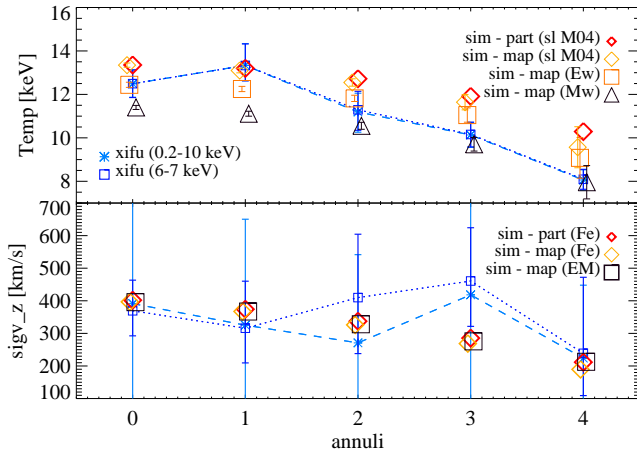 14
12
10
8
Temp [keV]
sim - part (sl M04)
sim - map (sl M04)
sim - map (Ew)
sim - map (Mw)
xifu (0.2-10 keV)
xifu (6-7 keV)
700
600
500
400
300
200
100
sigv_z [km/s]
sim - part (Fe)
sim - map (Fe)
sim - map (EM)
0 1 2 3 4
annuli